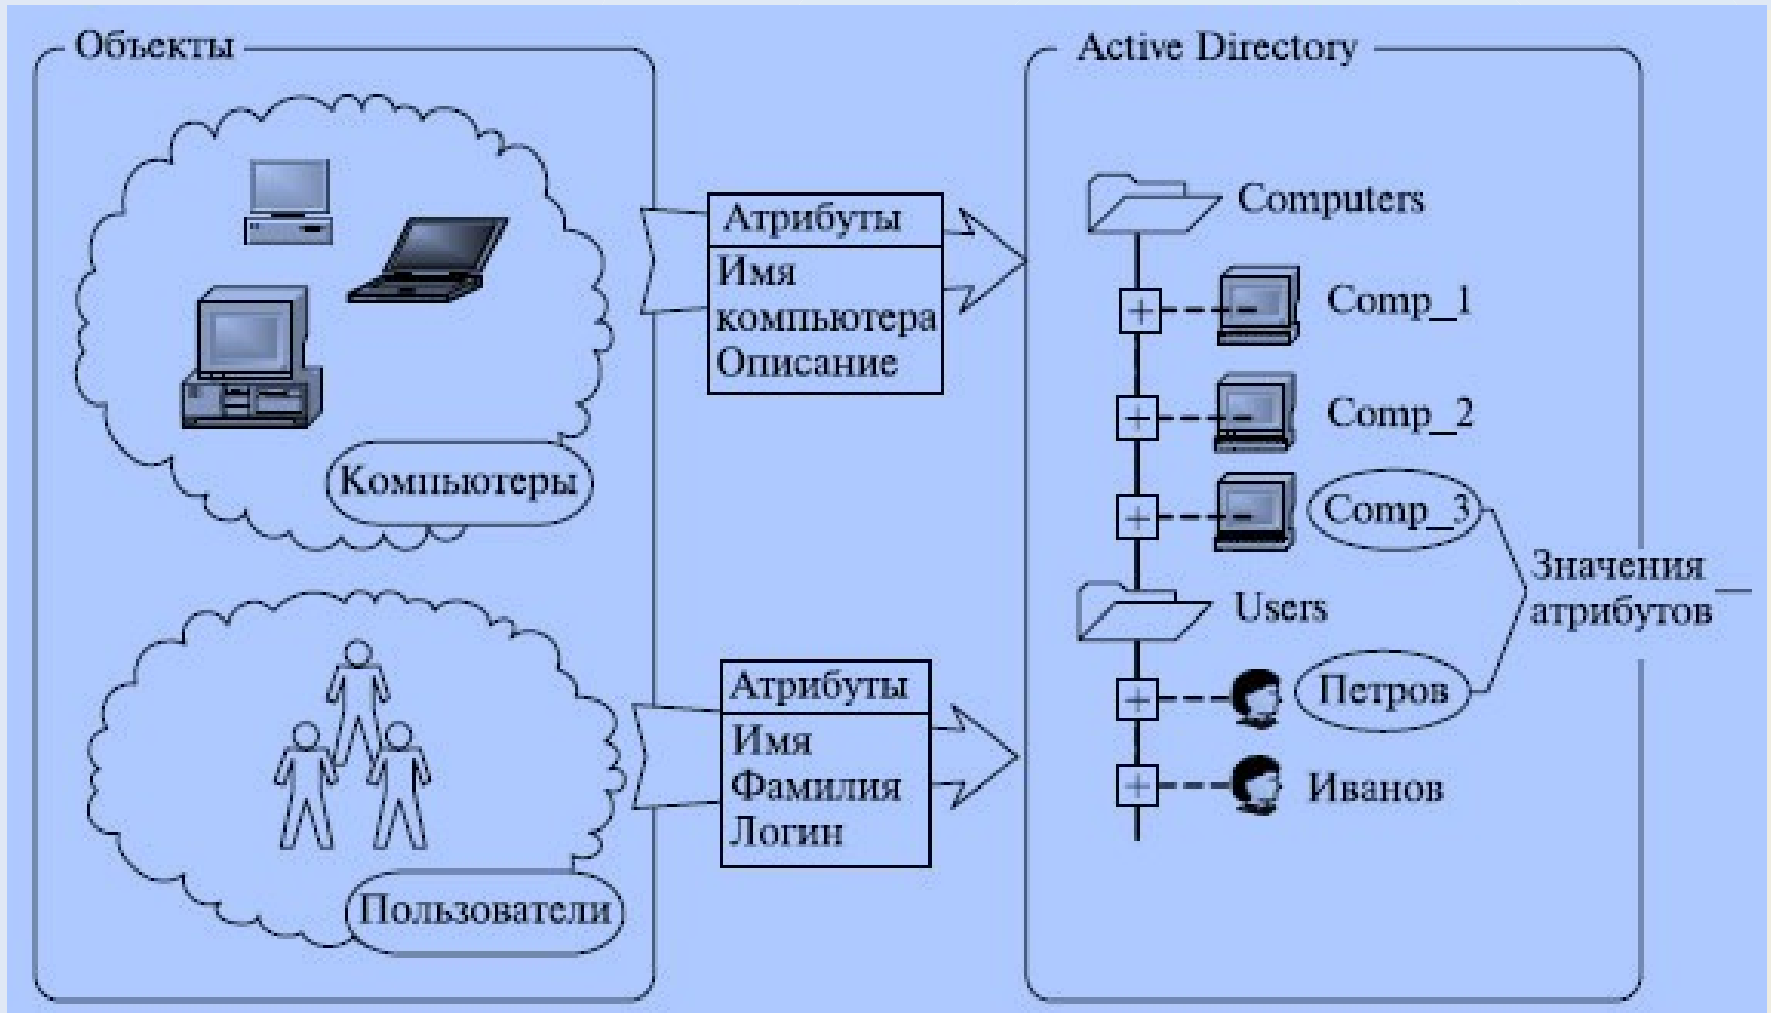 Объекты
Компьютеры
Пользователи
Атрибуты
Имя
компьютера
Описание
Атрибуты
Имя
Фамилия
Логин
Active Directory
Computers
Comp_1
Comp_2
Comp_3
Users
Петров
Иванов
Значения
атрибутов